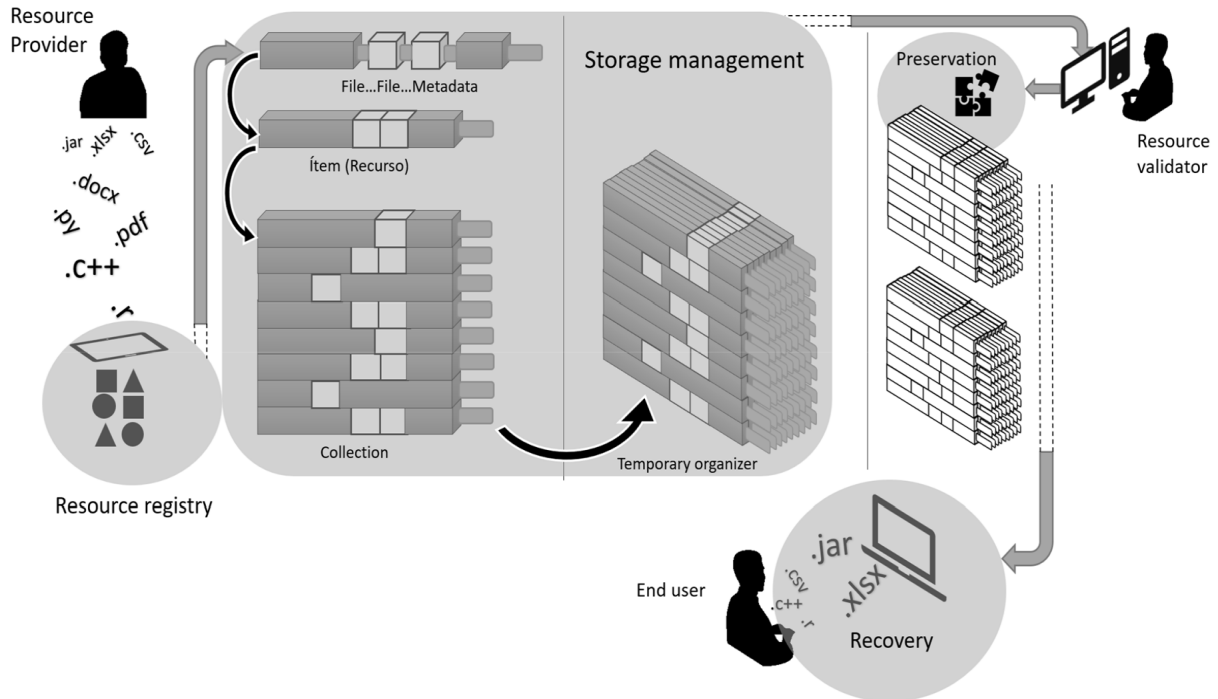 Resource
Provider
.jar
.xlsx
.csv
.docx
.py
.pdf
.c++
.r
Resource registry
File...File...Metadata
Ítem (Recurso)
Collection
Storage management
Temporary organizer
Preservation
Resource
validator
End user
.jar
.csv
.xlsx
.c++
.r
Recovery